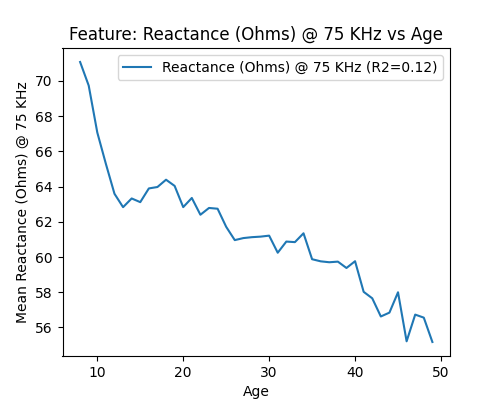 Feature: Reactance (Ohms) @ 75 KHz vs Age
Reactance (Ohms) @ 75 KHz (R2=0.12)
Mean Reactance (Ohms) @ 75 KHz
70
68
66
64
62
60
58
56
10 20 30 40 50
Age